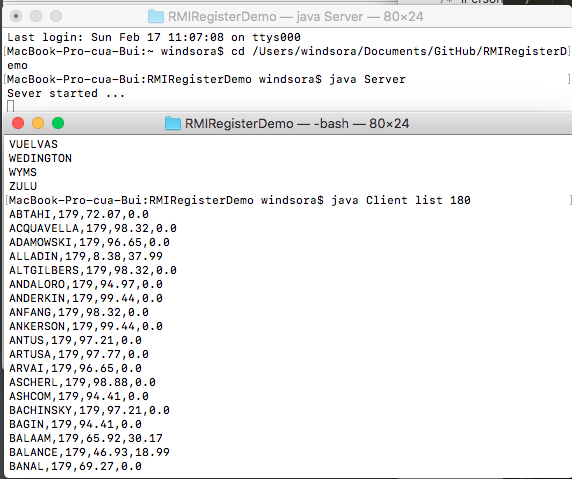 RMIRegisterDemo — java Server — 80×24
Last login: Sun Feb 17 11:07:08 on ttys000
[MacBook-Pro-cua-Bui:~ windsora$ cd /Users/windsora/Documents/GitHub/RMIRegisterD]
emo
[MacBook-Pro-cua-Bui:RMIRegisterDemo windsora$ java Server ]
Sever started ...
RMIRegisterDemo — -bash — 80×24
VUELVAS
WEDINGTON
WYMS
ZULU
[MacBook-Pro-cua-Bui:RMIRegisterDemo windsora$ java Client list 180 ]
ABTAHI,179,72.07,0.0
ACQUAVELLA,179,98.32,0.0
ADAMOWSKI,179,96.65,0.0
ALLADIN,179,8.38,37.99
ALTGILBERS,179,98.32,0.0
ANDALORO,179,94.97,0.0
ANDERKIN,179,99.44,0.0
ANFANG,179,98.32,0.0
ANKERSON,179,99.44,0.0
ANTUS,179,97.21,0.0
ARTUSA,179,97.77,0.0
ARVAI,179,96.65,0.0
ASCHERL,179,98.88,0.0
ASHCOM,179,94.41,0.0
BACHINSKY,179,97.21,0.0
BAGIN,179,94.41,0.0
BALAAM,179,65.92,30.17
BALANCE,179,46.93,18.99
BANAL,179,69.27,0.0